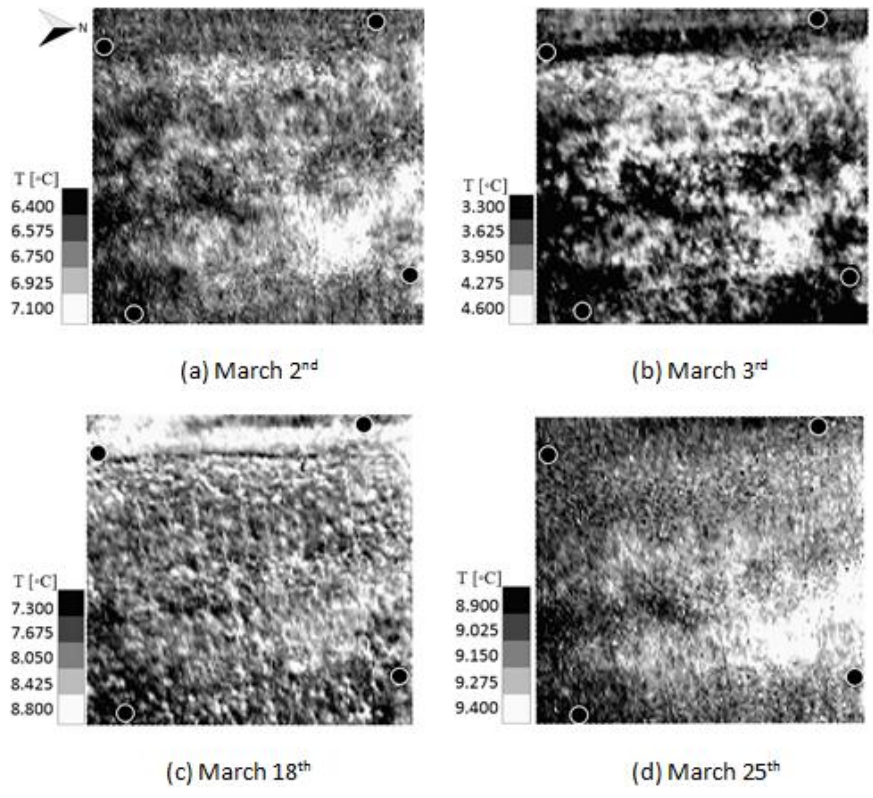 N
T [°C]
6.400
6.575
6.750
6.925
7.100
T [°C]
3.300
3.625
3.950
4.275
4.600
(a) March 2nd
(b) March 3rd
T [°C]
7.300
7.675
8.050
8.425
8.800
T [°C]
8.900
9.025
9.150
9.275
9.400
(c) March 18th
(d) March 25th